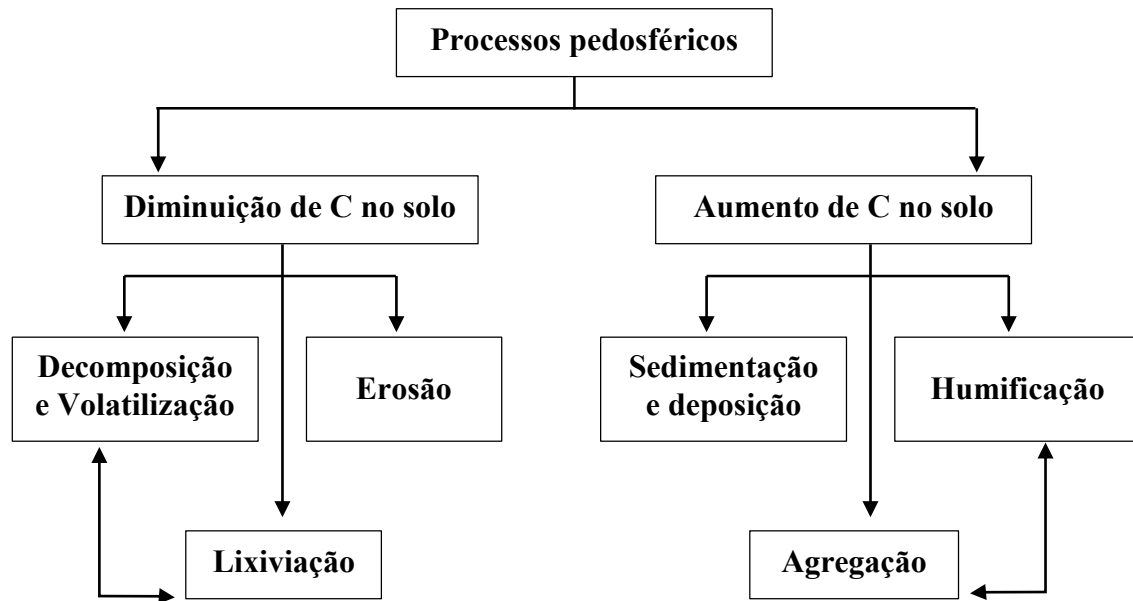 Processos pedosféricos
Diminuição de C no solo
Aumento de C no solo
Decomposição
e Volatilização
Erosão
Sedimentação
e deposição
Humificação
Lixiviação
Agregação